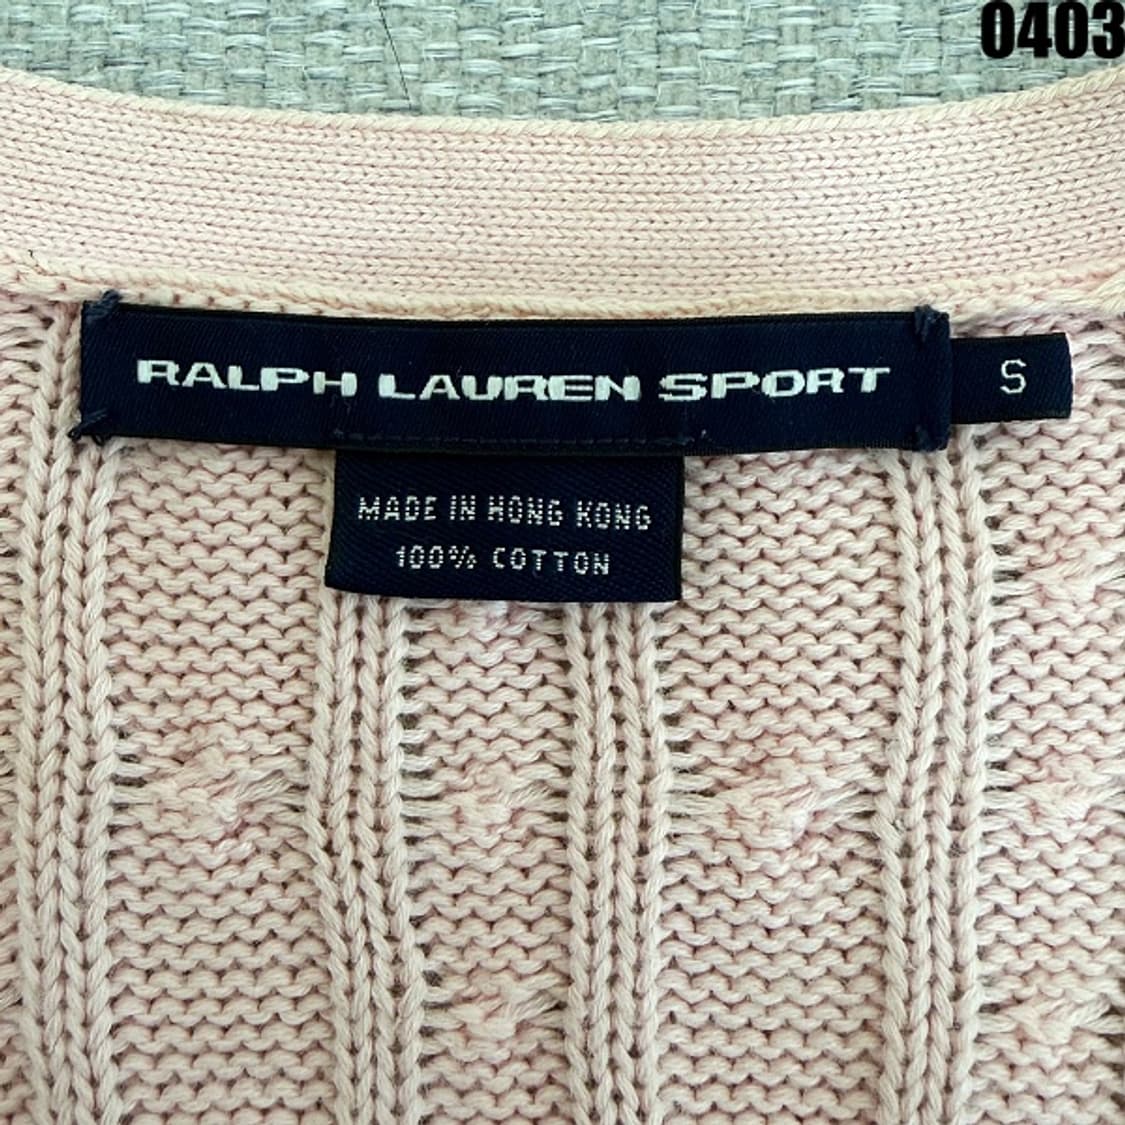 0403
RALPH LAUREN SPORT
S
MADE IN HONG KONG
100% COTTON